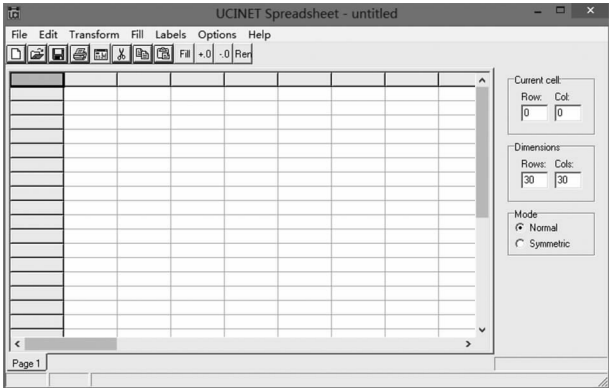 UCINET Spreadsheet - untitled
File Edit Transform Fill Labels Options Help
Fill +.0 -.0 Ren
Current cell:
Row: Col:
0 0
Dimensions
Rows: Cols:
30 30
Mode
Normal
Symmetric
Page 1